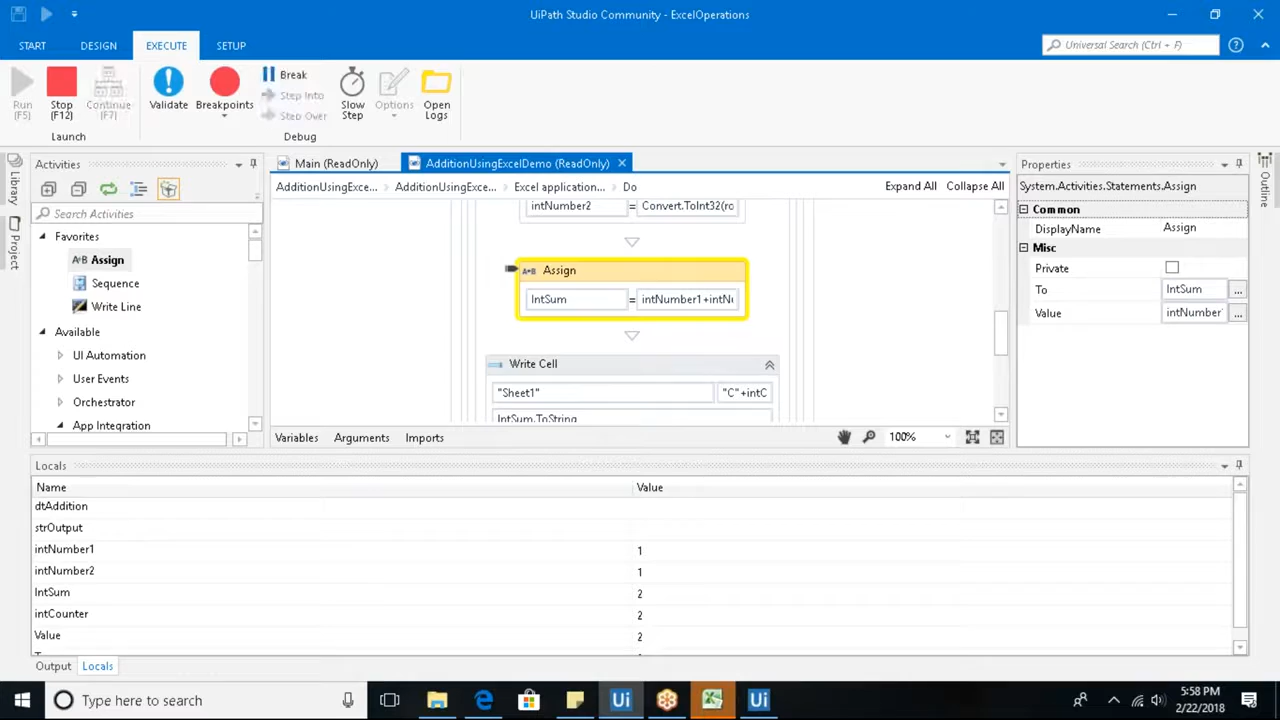 UiPath Studio Community - ExcelOperations
START
DESIGN
EXECUTE
SETUP
Universal Search (Ctrl + F)
Run
(F5)
Stop
(F12)
Continue
(F7)
Launch
Validate
Breakpoints
Break
Step Into
Step Over
Slow
Step
Options
Open
Logs
Debug
Library
Project
Activities
Search Activities
Favorites
A•B Assign
Sequence
Write Line
Available
UI Automation
User Events
Orchestrator
App Integration
Main (ReadOnly)
AdditionUsingExcelDemo (ReadOnly)
AdditionUsingExce...
AdditionUsingExce...
Excel application...
Do
Expand All
Collapse All
intNumber2 = Convert.ToInt32(ro
A•B Assign
IntSum = intNumber1+intNu
Write Cell
"Sheet1" "C"+intC
IntSum.ToString
Variables
Arguments
Imports
100%
Properties
System.Activities.Statements.Assign
Common
DisplayName Assign
Misc
Private
To IntSum ...
Value intNumber ...
Outline
Locals
Name Value
dtAddition
strOutput
intNumber1 1
intNumber2 1
IntSum 2
intCounter 2
Value 2
Output
Locals
Type here to search
Ui
Ui
5:58 PM
2/22/2018